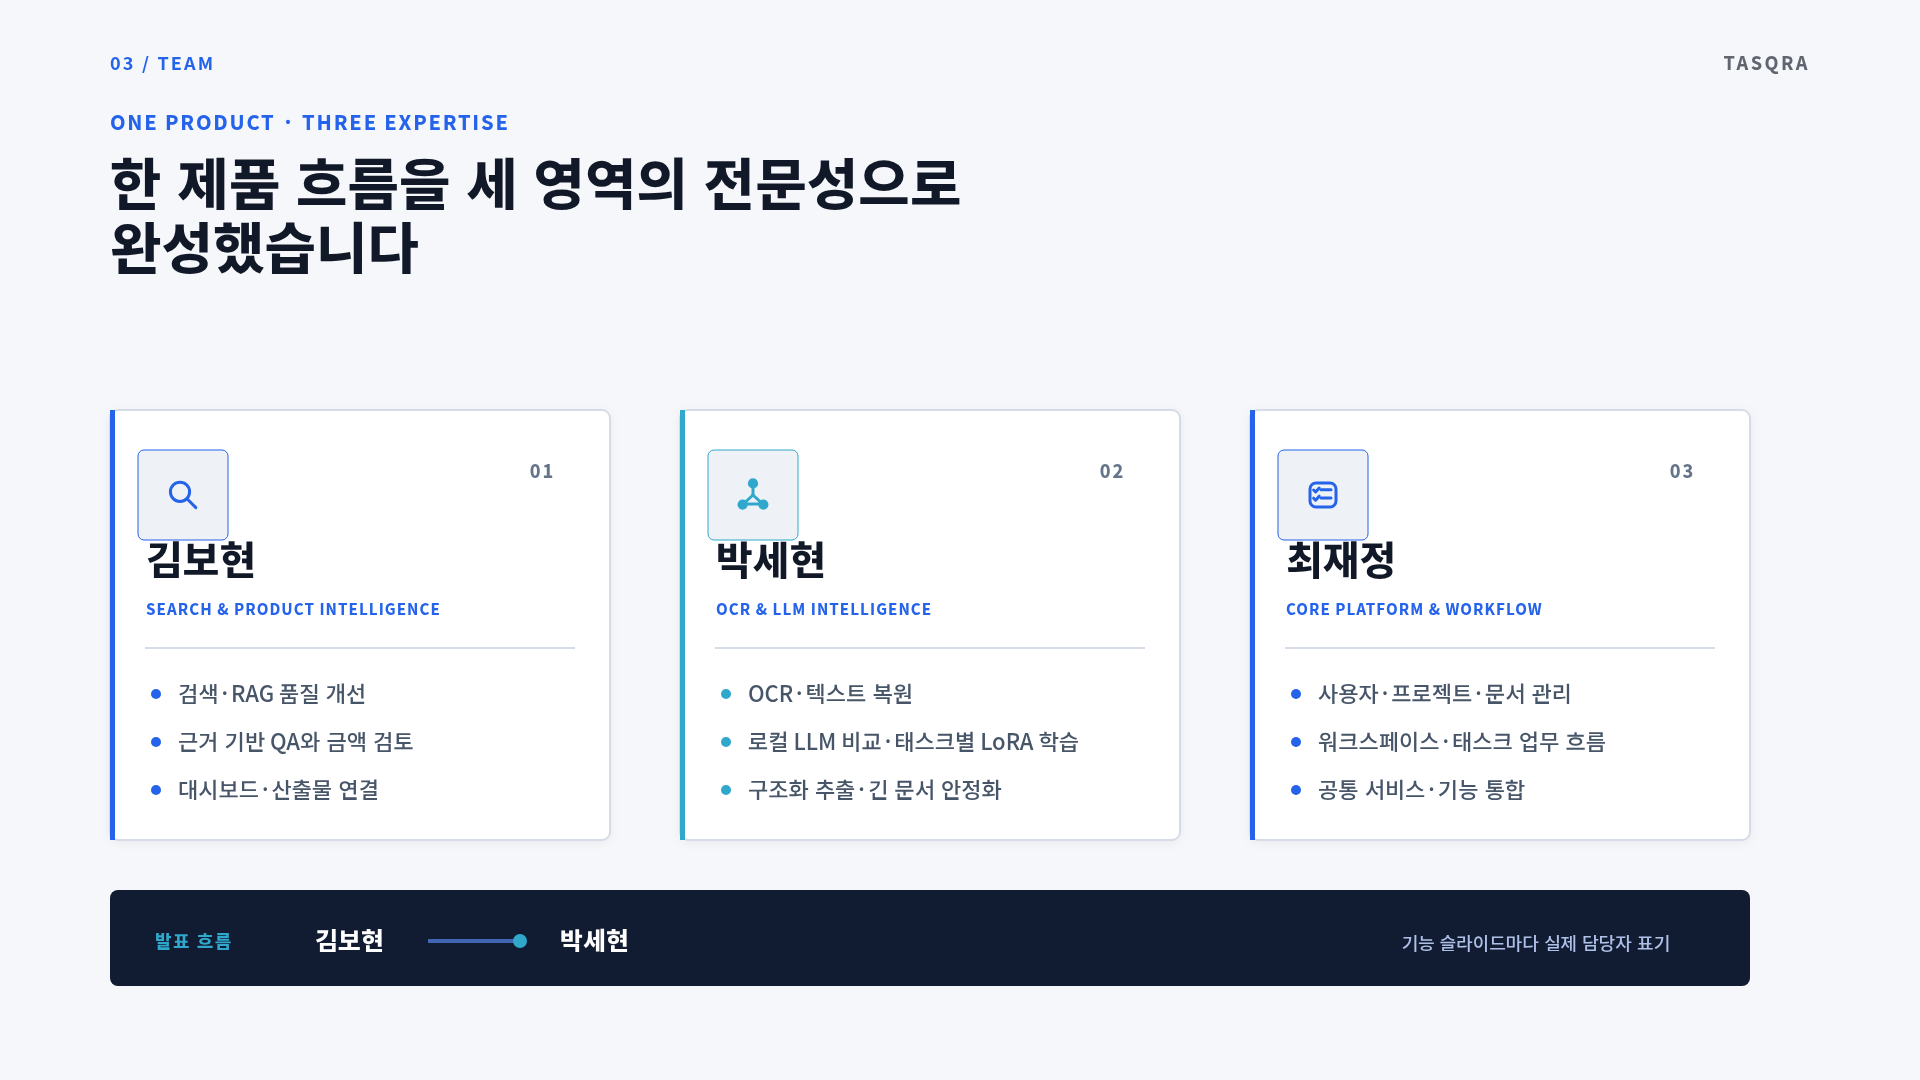 03 / TEAM
TASQRA
ONE PRODUCT · THREE EXPERTISE
한 제품 흐름을 세 영역의 전문성으로
완성했습니다
01
김보현
SEARCH & PRODUCT INTELLIGENCE
검색·RAG 품질 개선
근거 기반 QA와 금액 검토
대시보드·산출물 연결
02
박세현
OCR & LLM INTELLIGENCE
OCR·텍스트 복원
로컬 LLM 비교·태스크별 LoRA 학습
구조화 추출·긴 문서 안정화
03
최재정
CORE PLATFORM & WORKFLOW
사용자·프로젝트·문서 관리
워크스페이스·태스크 업무 흐름
공통 서비스·기능 통합
발표 흐름
김보현
박세현
기능 슬라이드마다 실제 담당자 표기